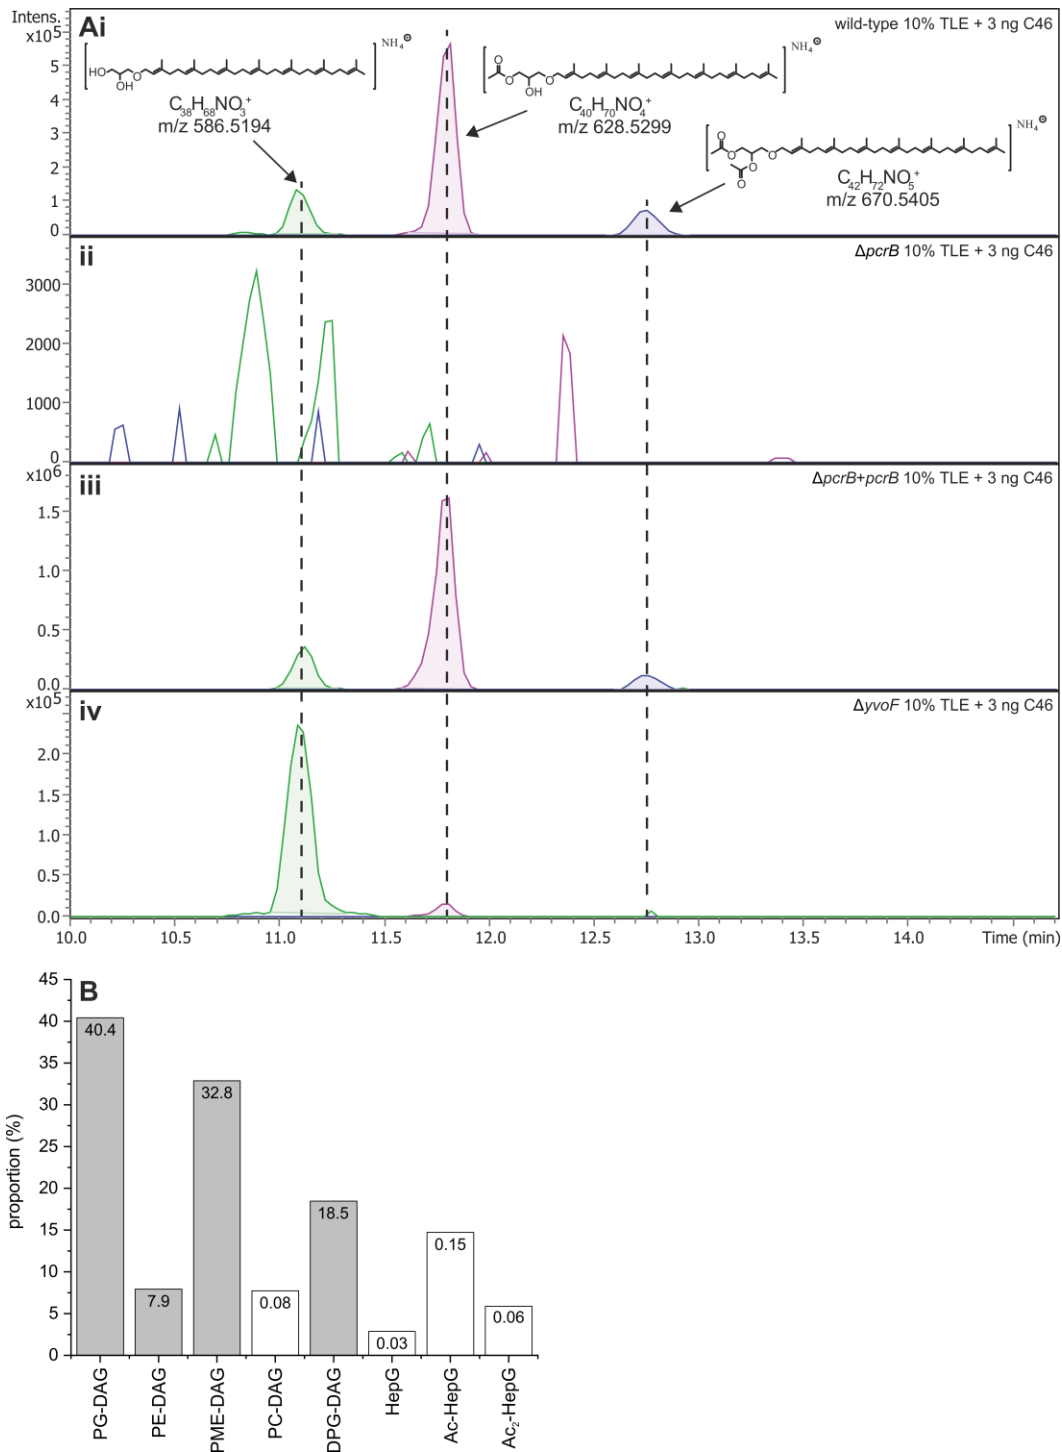 Intens.
x10⁵
Ai
wild-type 10% TLE + 3 ng C46
HO
OH
O
NH₄⊕
C₃₈H₆₈NO₃⁺
m/z 586.5194
O
O
OH
O
NH₄⊕
C₄₀H₇₀NO₄⁺
m/z 628.5299
O
O
O
O
O
NH₄⊕
C₄₂H₇₂NO₅⁺
m/z 670.5405
5
4
3
2
1
0
ii
ΔpcrB 10% TLE + 3 ng C46
3000
2000
1000
0
x10⁶
iii
ΔpcrB+pcrB 10% TLE + 3 ng C46
1.5
1.0
0.5
0.0
x10⁵
iv
ΔyvoF 10% TLE + 3 ng C46
2.0
1.5
1.0
0.5
0.0
10.0 10.5 11.0 11.5 12.0 12.5 13.0 13.5 14.0 Time (min)
B
proportion (%)
45
40
35
30
25
20
15
10
5
0
40.4 7.9 32.8 0.08 18.5 0.03 0.15 0.06
PG-DAG
PE-DAG
PME-DAG
PC-DAG
DPG-DAG
HepG
Ac-HepG
Ac₂-HepG